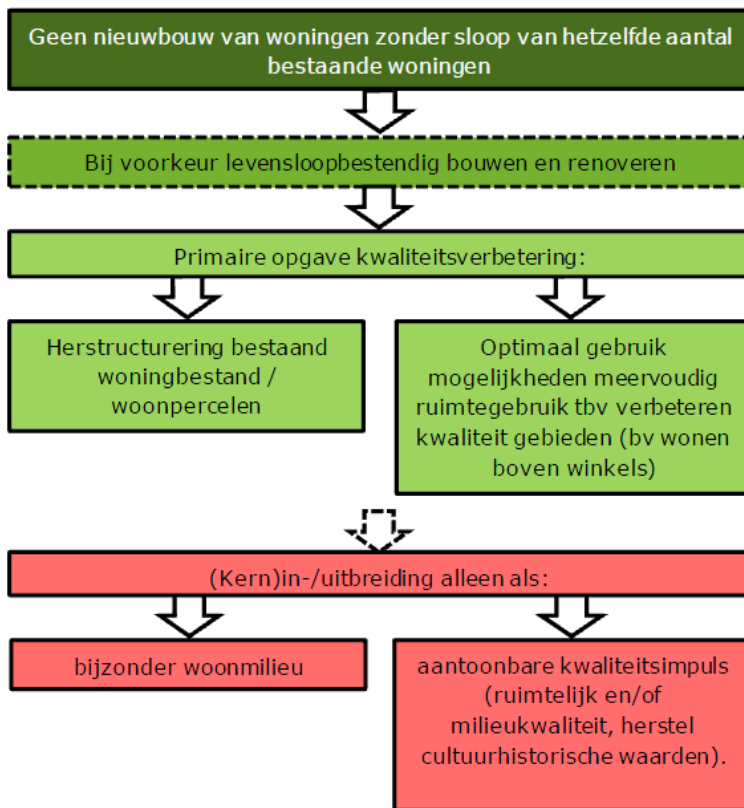 Geen nieuwbouw van woningen zonder sloop van hetzelfde aantal
bestaande woningen
Bij voorkeur levensloopbestendig bouwen en renoveren
Primaire opgave kwaliteitsverbetering:
Herstructurering bestaand
woningbestand /
woonpercelen
Optimaal gebruik
mogelijkheden meervoudig
ruimtegebruik tbv verbeteren
kwaliteit gebieden (bv wonen
boven winkels)
(Kern)in-/uitbreiding alleen als:
bijzonder woonmilieu
aantoonbare kwaliteitsimpuls
(ruimtelijk en/of
milieukwaliteit, herstel
cultuurhistorische waarden).